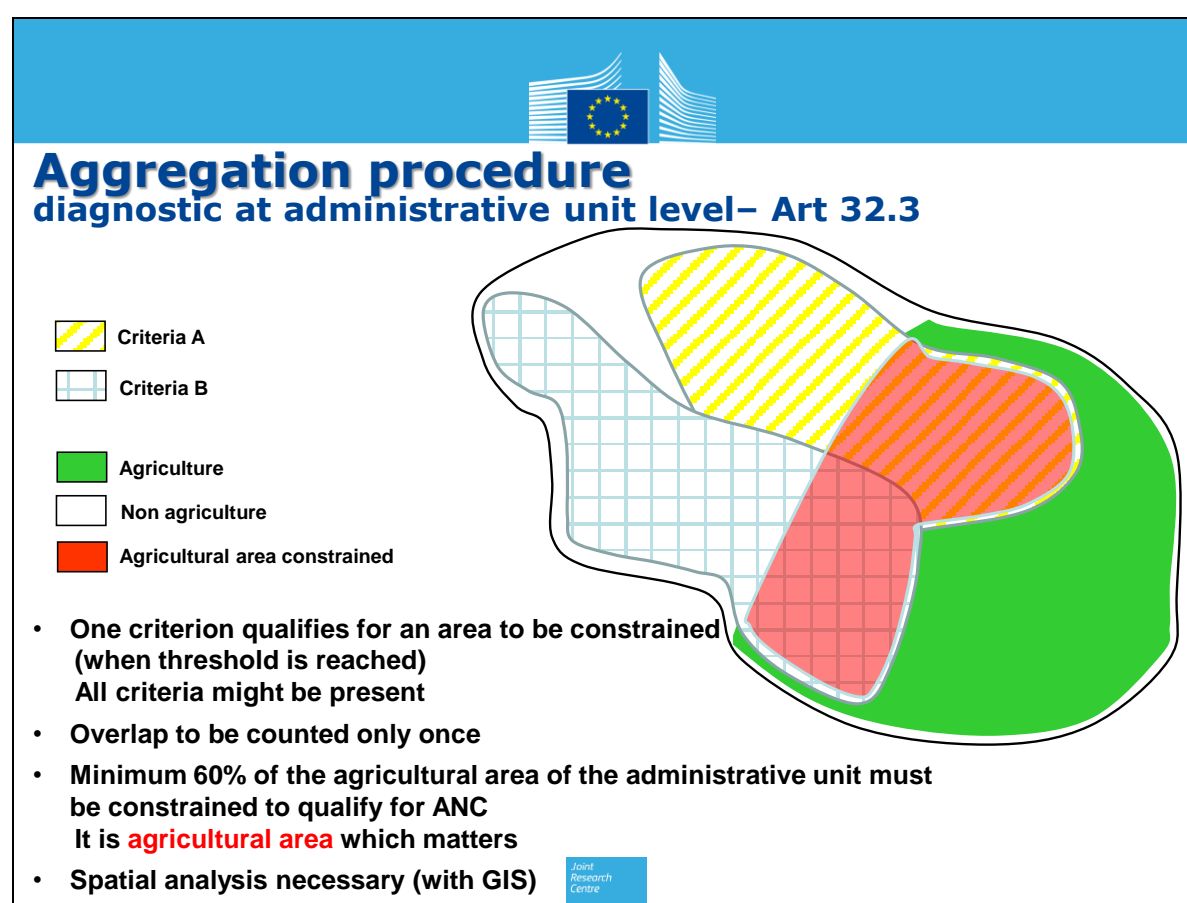 Aggregation procedure
diagnostic at administrative unit level– Art 32.3
Criteria A
Criteria B
Agriculture
Non agriculture
Agricultural area constrained
• One criterion qualifies for an area to be constrained
(when threshold is reached)
All criteria might be present
• Overlap to be counted only once
• Minimum 60% of the agricultural area of the administrative unit must
be constrained to qualify for ANC
It is agricultural area which matters
• Spatial analysis necessary (with GIS)
Joint
Research
Centre